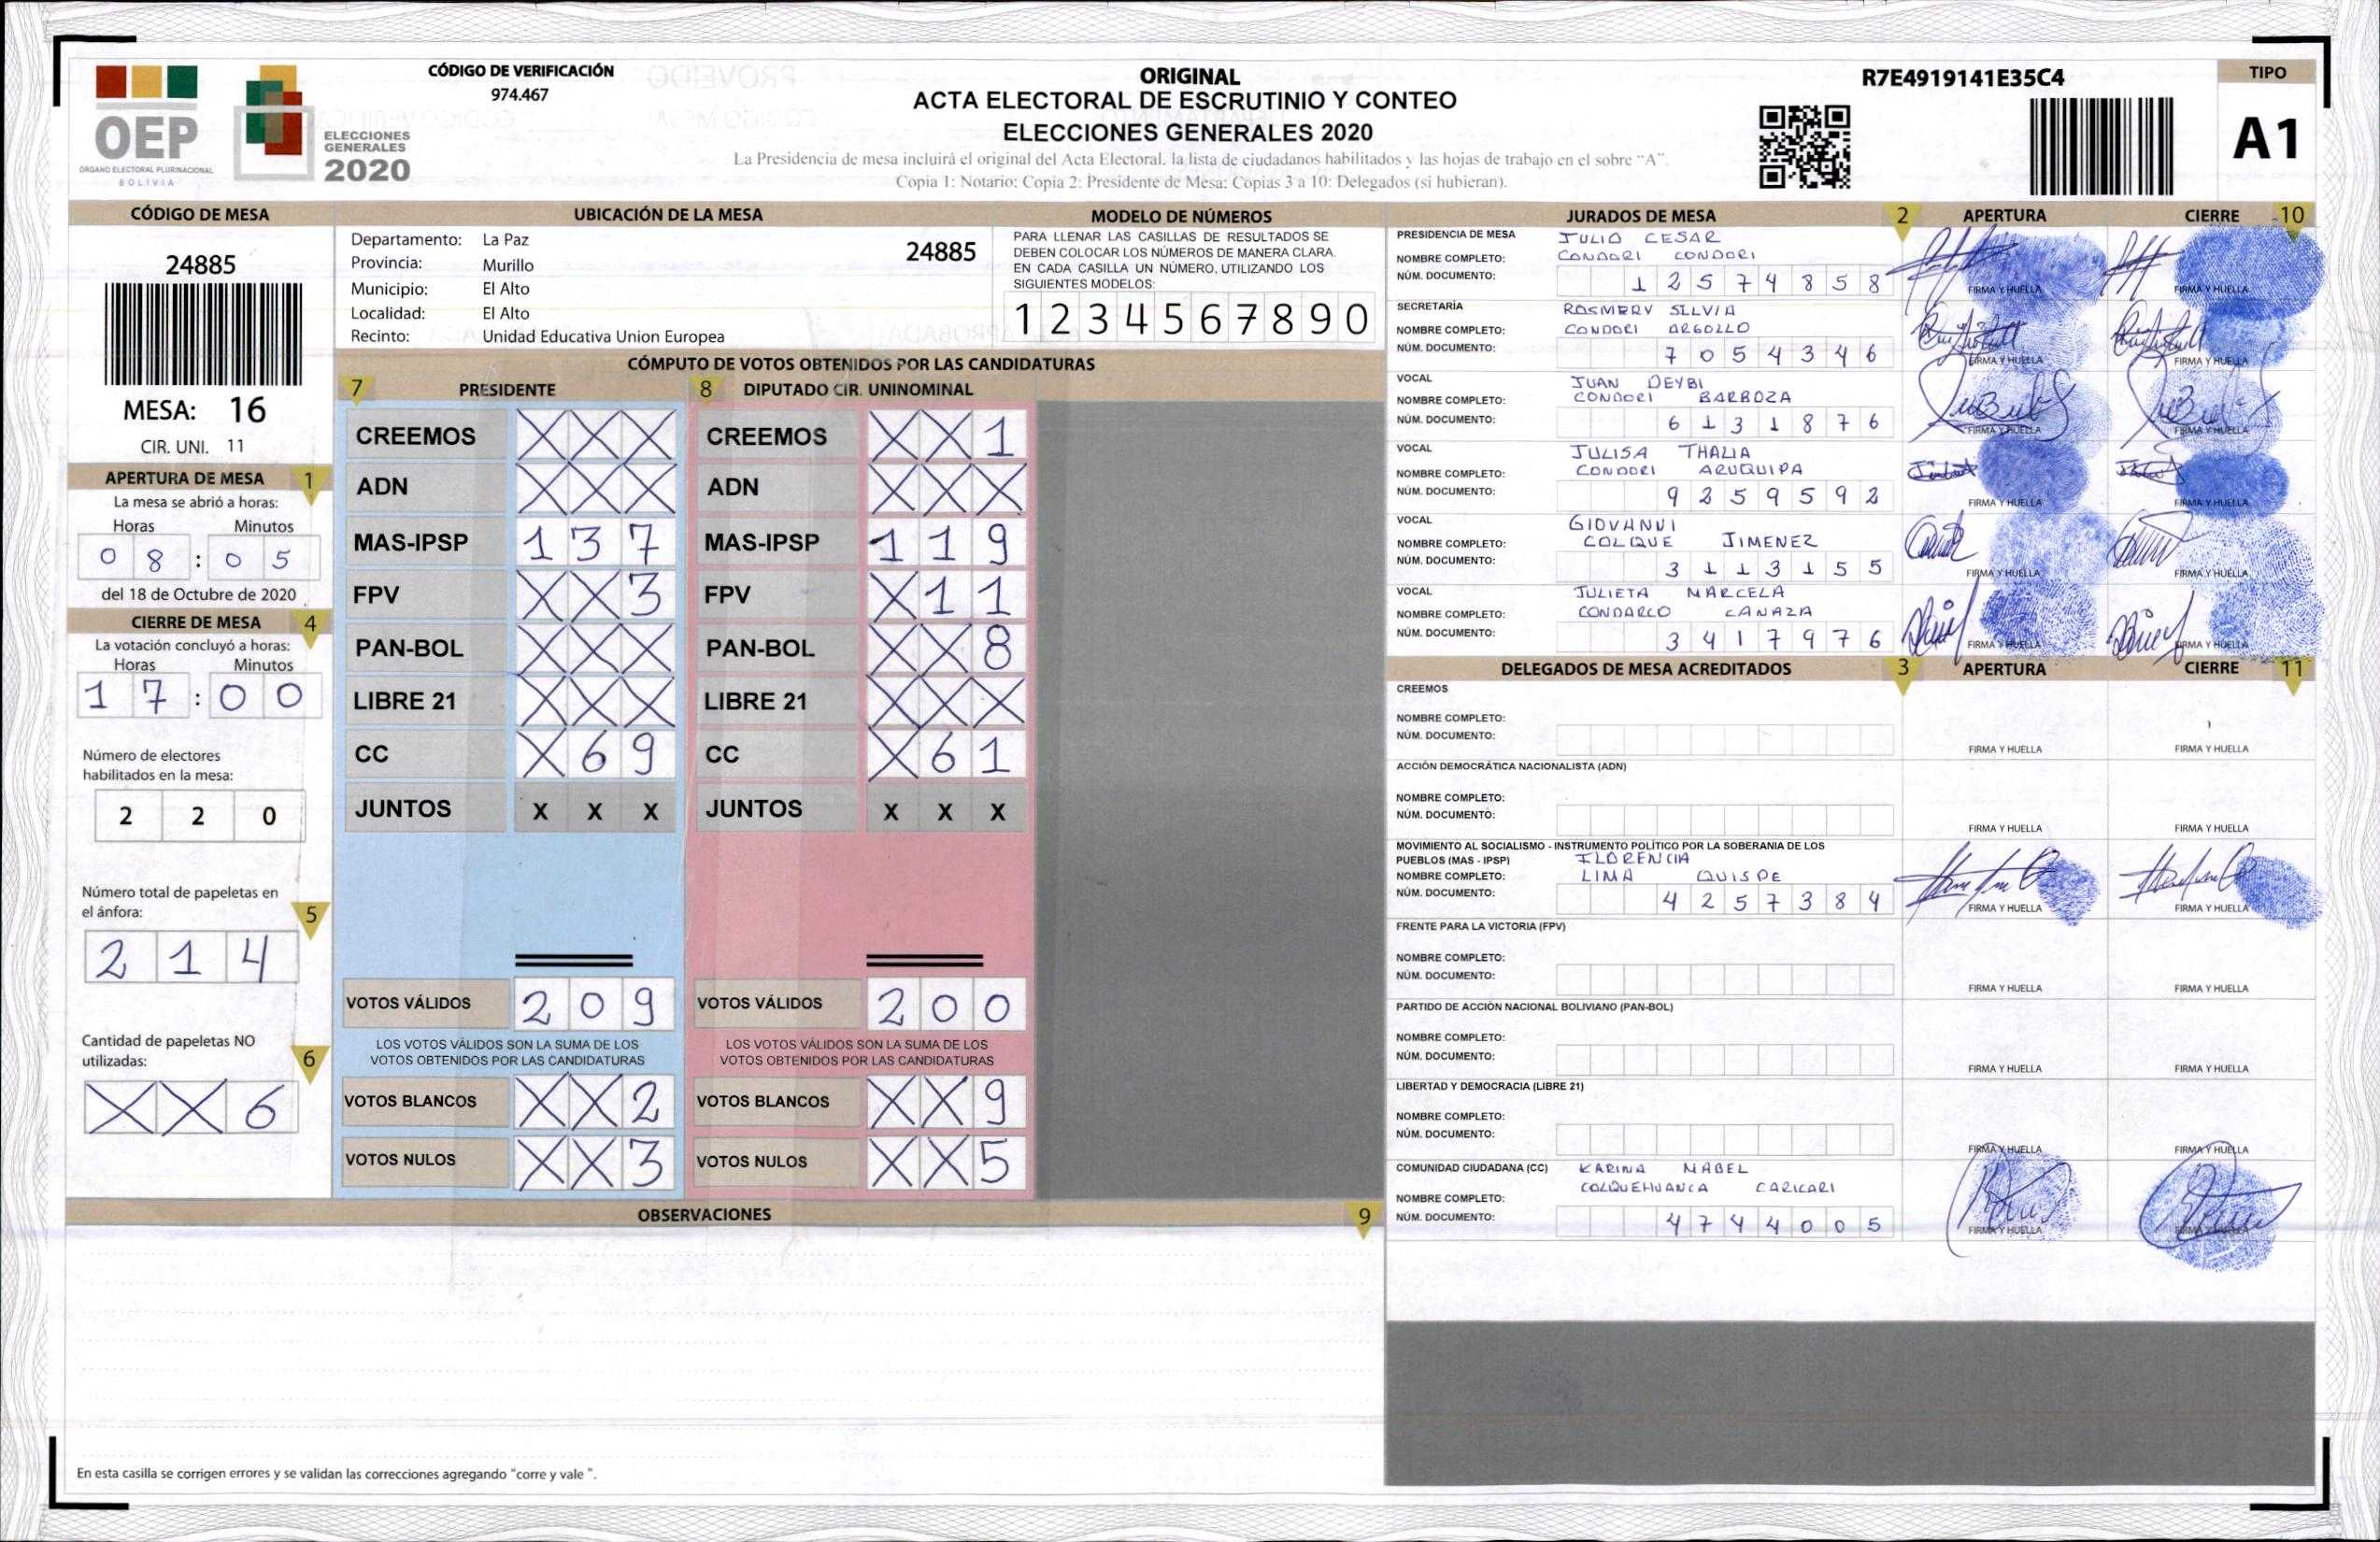 OEP
ÓRGANO ELECTORAL PLURINACIONAL
BOLIVIA
ELECCIONES
GENERALES
2020
CÓDIGO DE VERIFICACIÓN
974.467
ORIGINAL
ACTA ELECTORAL DE ESCRUTINIO Y CONTEO
ELECCIONES GENERALES 2020
La Presidencia de mesa incluirá el original del Acta Electoral, la lista de ciudadanos habilitados y las hojas de trabajo en el sobre "A".
Copia 1: Notario; Copia 2: Presidente de Mesa; Copias 3 a 10: Delegados (si hubieran).
R7E4919141E35C4
TIPO
A1
CÓDIGO DE MESA
24885
MESA: 16
CIR. UNI. 11
APERTURA DE MESA 1
La mesa se abrió a horas:
Horas Minutos
0 8 : 0 5
del 18 de Octubre de 2020
CIERRE DE MESA 4
La votación concluyó a horas:
Horas Minutos
1 7 : 0 0
Número de electores
habilitados en la mesa:
2 2 0
Número total de papeletas en
el ánfora: 5
2 1 4
Cantidad de papeletas NO
utilizadas: 6
X X 6
UBICACIÓN DE LA MESA
Departamento: La Paz 24885
Provincia: Murillo
Municipio: El Alto
Localidad: El Alto
Recinto: Unidad Educativa Union Europea
MODELO DE NÚMEROS
PARA LLENAR LAS CASILLAS DE RESULTADOS SE
DEBEN COLOCAR LOS NÚMEROS DE MANERA CLARA.
EN CADA CASILLA UN NÚMERO, UTILIZANDO LOS
SIGUIENTES MODELOS:
1 2 3 4 5 6 7 8 9 0
CÓMPUTO DE VOTOS OBTENIDOS POR LAS CANDIDATURAS
7 PRESIDENTE 8 DIPUTADO CIR. UNINOMINAL
CREEMOS X X X CREEMOS X X 1
ADN X X X ADN X X X
MAS-IPSP 1 3 7 MAS-IPSP 1 1 9
FPV X X 3 FPV X 1 1
PAN-BOL X X X PAN-BOL X X 8
LIBRE 21 X X X LIBRE 21 X X X
CC X 6 9 CC X 6 1
JUNTOS X X X JUNTOS X X X
VOTOS VÁLIDOS 2 0 9 VOTOS VÁLIDOS 2 0 0
LOS VOTOS VÁLIDOS SON LA SUMA DE LOS LOS VOTOS VÁLIDOS SON LA SUMA DE LOS
VOTOS OBTENIDOS POR LAS CANDIDATURAS VOTOS OBTENIDOS POR LAS CANDIDATURAS
VOTOS BLANCOS X X 2 VOTOS BLANCOS X X 9
VOTOS NULOS X X 3 VOTOS NULOS X X 5
OBSERVACIONES 9
En esta casilla se corrigen errores y se validan las correcciones agregando "corre y vale ".
JURADOS DE MESA 2 APERTURA CIERRE 10
PRESIDENCIA DE MESA JULIO CESAR
NOMBRE COMPLETO: CONDORI CONDORI
NÚM. DOCUMENTO: 1 2 5 7 4 8 5 8
FIRMA Y HUELLA FIRMA Y HUELLA
SECRETARÍA ROSMERY SILVIA
NOMBRE COMPLETO: CONDORI ARGOLLO
NÚM. DOCUMENTO: 7 0 5 4 3 4 6
FIRMA Y HUELLA FIRMA Y HUELLA
VOCAL JUAN DEYBI
NOMBRE COMPLETO: CONDORI BARBOZA
NÚM. DOCUMENTO: 6 1 3 1 8 7 6
FIRMA Y HUELLA FIRMA Y HUELLA
VOCAL JULISA THALIA
NOMBRE COMPLETO: CONDORI ARUQUIPA
NÚM. DOCUMENTO: 9 2 5 9 5 9 2
FIRMA Y HUELLA FIRMA Y HUELLA
VOCAL GIOVANNI
NOMBRE COMPLETO: COLQUE JIMENEZ
NÚM. DOCUMENTO: 3 1 1 3 1 5 5
FIRMA Y HUELLA FIRMA Y HUELLA
VOCAL JULIETA MARCELA
NOMBRE COMPLETO: CONDARCO CANAZA
NÚM. DOCUMENTO: 3 4 1 7 9 7 6
FIRMA Y HUELLA FIRMA Y HUELLA
DELEGADOS DE MESA ACREDITADOS 3 APERTURA CIERRE 11
CREEMOS
NOMBRE COMPLETO:
NÚM. DOCUMENTO:
FIRMA Y HUELLA FIRMA Y HUELLA
ACCIÓN DEMOCRÁTICA NACIONALISTA (ADN)
NOMBRE COMPLETO:
NÚM. DOCUMENTO:
FIRMA Y HUELLA FIRMA Y HUELLA
MOVIMIENTO AL SOCIALISMO - INSTRUMENTO POLÍTICO POR LA SOBERANIA DE LOS
PUEBLOS (MAS - IPSP) FLORENCIA
NOMBRE COMPLETO: LIMA QUISPE
NÚM. DOCUMENTO: 4 2 5 7 3 8 4
FIRMA Y HUELLA FIRMA Y HUELLA
FRENTE PARA LA VICTORIA (FPV)
NOMBRE COMPLETO:
NÚM. DOCUMENTO:
FIRMA Y HUELLA FIRMA Y HUELLA
PARTIDO DE ACCIÓN NACIONAL BOLIVIANO (PAN-BOL)
NOMBRE COMPLETO:
NÚM. DOCUMENTO:
FIRMA Y HUELLA FIRMA Y HUELLA
LIBERTAD Y DEMOCRACIA (LIBRE 21)
NOMBRE COMPLETO:
NÚM. DOCUMENTO:
FIRMA Y HUELLA FIRMA Y HUELLA
COMUNIDAD CIUDADANA (CC) KARINA MABEL
NOMBRE COMPLETO: COLQUEHUANCA CARICARI
NÚM. DOCUMENTO: 4 7 4 4 0 0 5
FIRMA Y HUELLA FIRMA Y HUELLA